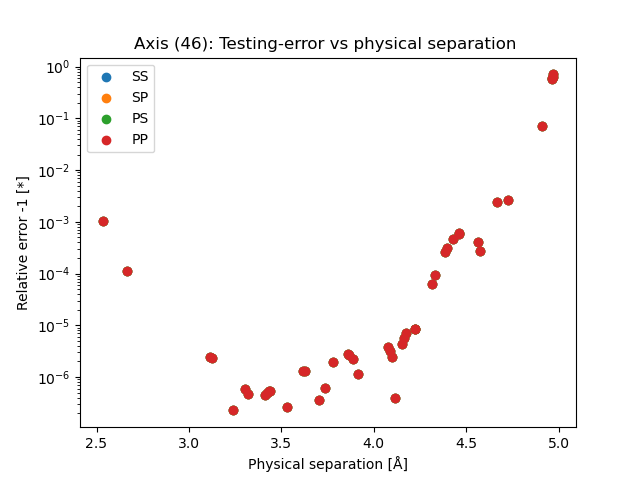 Axis (46): Testing-error vs physical separation
SS
SP
PS
PP
Relative error -1 [*]
10⁰
10⁻¹
10⁻²
10⁻³
10⁻⁴
10⁻⁵
10⁻⁶
2.5 3.0 3.5 4.0 4.5 5.0
Physical separation [Å]